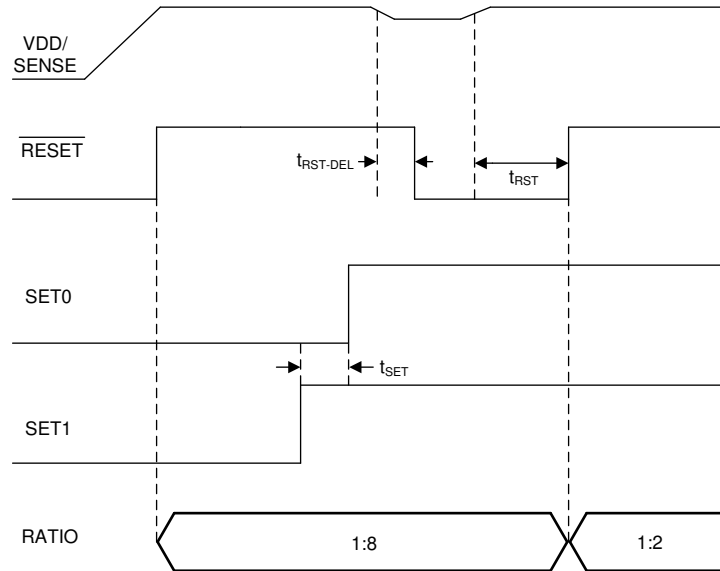 VDD/
SENSE
RESET
tRST-DEL
tRST
SET0
tSET
SET1
RATIO
1:8
1:2